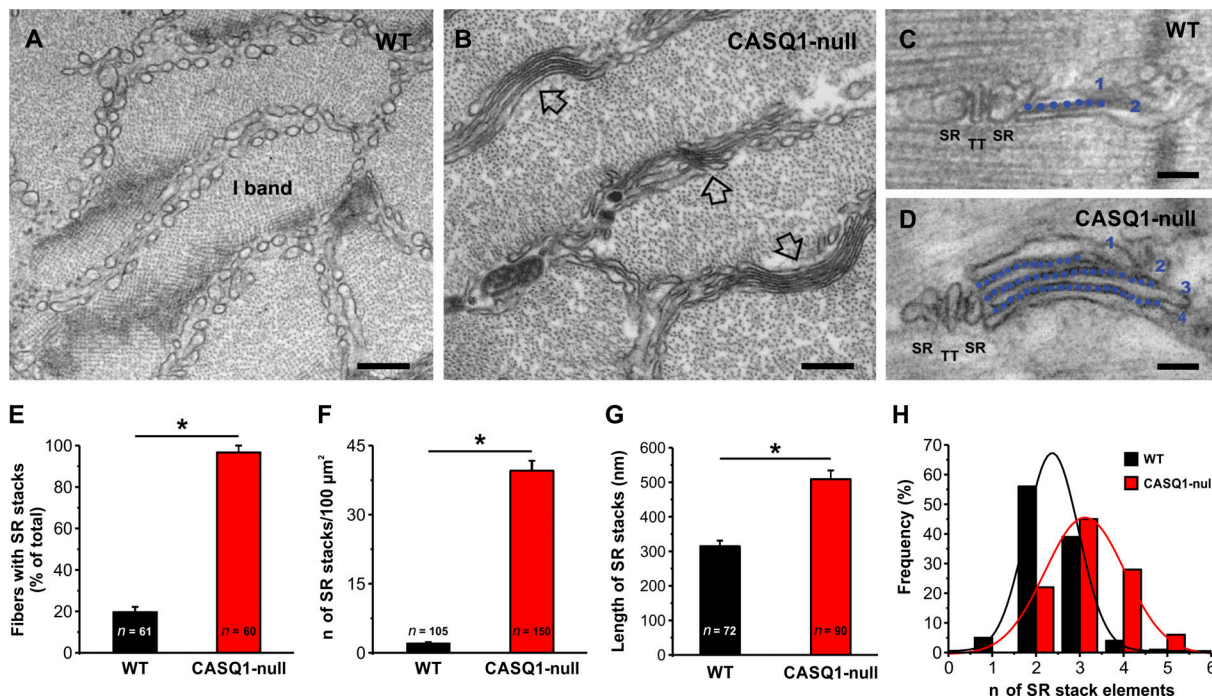 A
WT
I band
B
CASQ1-null
C
WT
1
2
SR
TT
SR
D
CASQ1-null
1
2
3
4
SR
TT
SR
E
Fibers with SR stacks
(% of total)
100
80
60
40
20
0
*
n = 61
n = 60
WT
CASQ1-null
F
n of SR stacks/100 µm²
45
30
15
0
*
n = 105
n = 150
WT
CASQ1-null
G
Length of SR stacks (nm)
600
500
400
300
200
100
0
*
n = 72
n = 90
WT
CASQ1-null
H
Frequency (%)
70
60
50
40
30
20
10
0
WT
CASQ1-null
0 1 2 3 4 5 6
n of SR stack elements